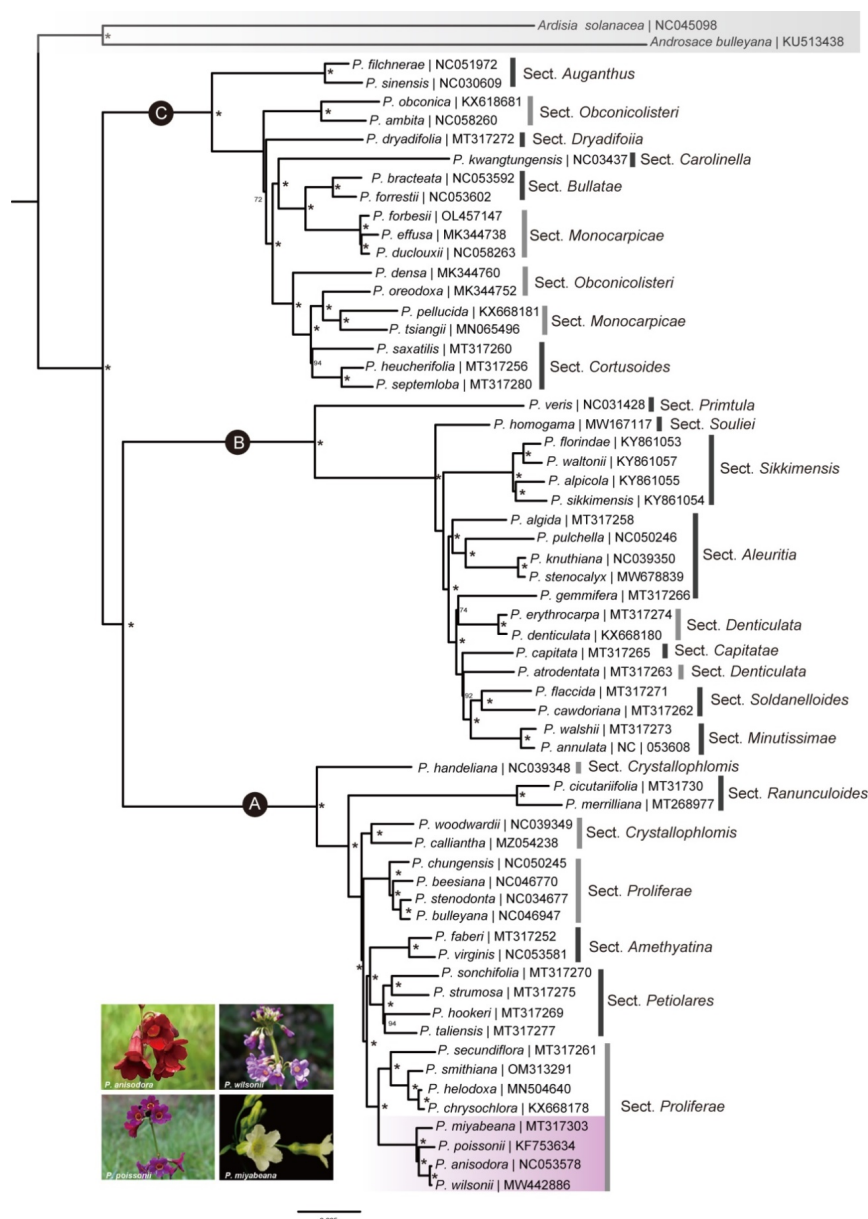 Ardisia solanacea | NC045098
*
Androsace bulleyana | KU513438
P. filchnerae | NC051972
*
P. sinensis | NC030609
Sect. Auganthus
C
*
P. obconica | KX618681
*
P. ambita | NC058260
Sect. Obconicolisteri
P. dryadifolia | MT317272
Sect. Dryadifoiia
P. kwangtungensis | NC03437
Sect. Carolinella
72
*
P. bracteata | NC053592
*
P. forrestii | NC053602
Sect. Bullatae
*
P. forbesii | OL457147
*
P. effusa | MK344738
*
P. duclouxii | NC058263
Sect. Monocarpicae
*
P. densa | MK344760
P. oreodoxa | MK344752
Sect. Obconicolisteri
*
*
P. pellucida | KX668181
*
P. tsiangii | MN065496
Sect. Monocarpicae
*
P. saxatilis | MT317260
94
P. heucherifolia | MT317256
*
P. septemloba | MT317280
Sect. Cortusoides
*
P. veris | NC031428
Sect. Primtula
B
*
P. homogama | MW167117
Sect. Souliei
P. florindae | KY861053
*
P. waltonii | KY861057
*
P. alpicola | KY861055
*
P. sikkimensis | KY861054
Sect. Sikkimensis
*
P. algida | MT317258
*
P. pulchella | NC050246
*
P. knuthiana | NC039350
*
P. stenocalyx | MW678839
Sect. Aleuritia
*
P. gemmifera | MT317266
74
P. erythrocarpa | MT317274
*
P. denticulata | KX668180
Sect. Denticulata
*
P. capitata | MT317265
Sect. Capitatae
P. atrodentata | MT317263
Sect. Denticulata
92
P. flaccida | MT317271
*
P. cawdoriana | MT317262
Sect. Soldanelloides
*
P. walshii | MT317273
*
P. annulata | NC | 053608
Sect. Minutissimae
*
P. handeliana | NC039348
Sect. Crystallophlomis
A
*
P. cicutariifolia | MT31730
*
P. merrilliana | MT268977
Sect. Ranunculoides
*
P. woodwardii | NC039349
*
P. calliantha | MZ054238
Sect. Crystallophlomis
P. chungensis | NC050245
*
P. beesiana | NC046770
*
P. stenodonta | NC034677
*
P. bulleyana | NC046947
Sect. Proliferae
*
P. faberi | MT317252
*
P. virginis | NC053581
Sect. Amethyatina
*
P. sonchifolia | MT317270
*
P. strumosa | MT317275
*
P. hookeri | MT317269
94
P. taliensis | MT317277
Sect. Petiolares
*
P. secundiflora | MT317261
*
P. smithiana | OM313291
*
P. helodoxa | MN504640
*
P. chrysochlora | KX668178
*
P. miyabeana | MT317303
*
P. poissonii | KF753634
*
P. anisodora | NC053578
*
P. wilsonii | MW442886
Sect. Proliferae
P. anisodora
P. wilsonii
P. poissonii
P. miyabeana